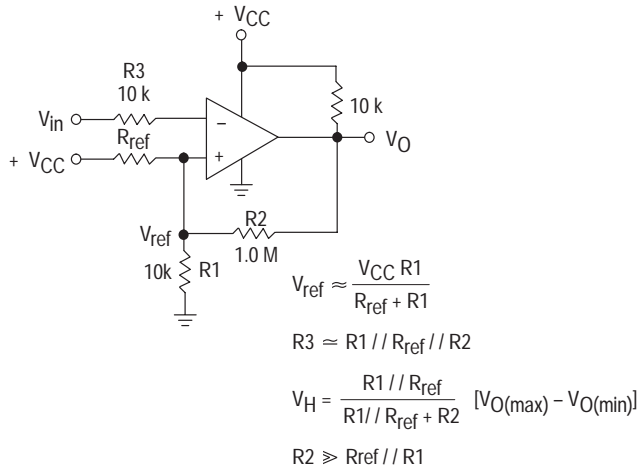 + VCC
R3
10 k
10 k
Vin
–
VO
Rref
+ VCC
+
R2
Vref
1.0 M
10k
R1
Vref ≈ VCC R1 / Rref + R1
R3 ≃ R1 / / Rref / / R2
VH = R1 / / Rref / R1/ / Rref + R2 [VO(max) – VO(min)]
R2 ≫ Rref / / R1